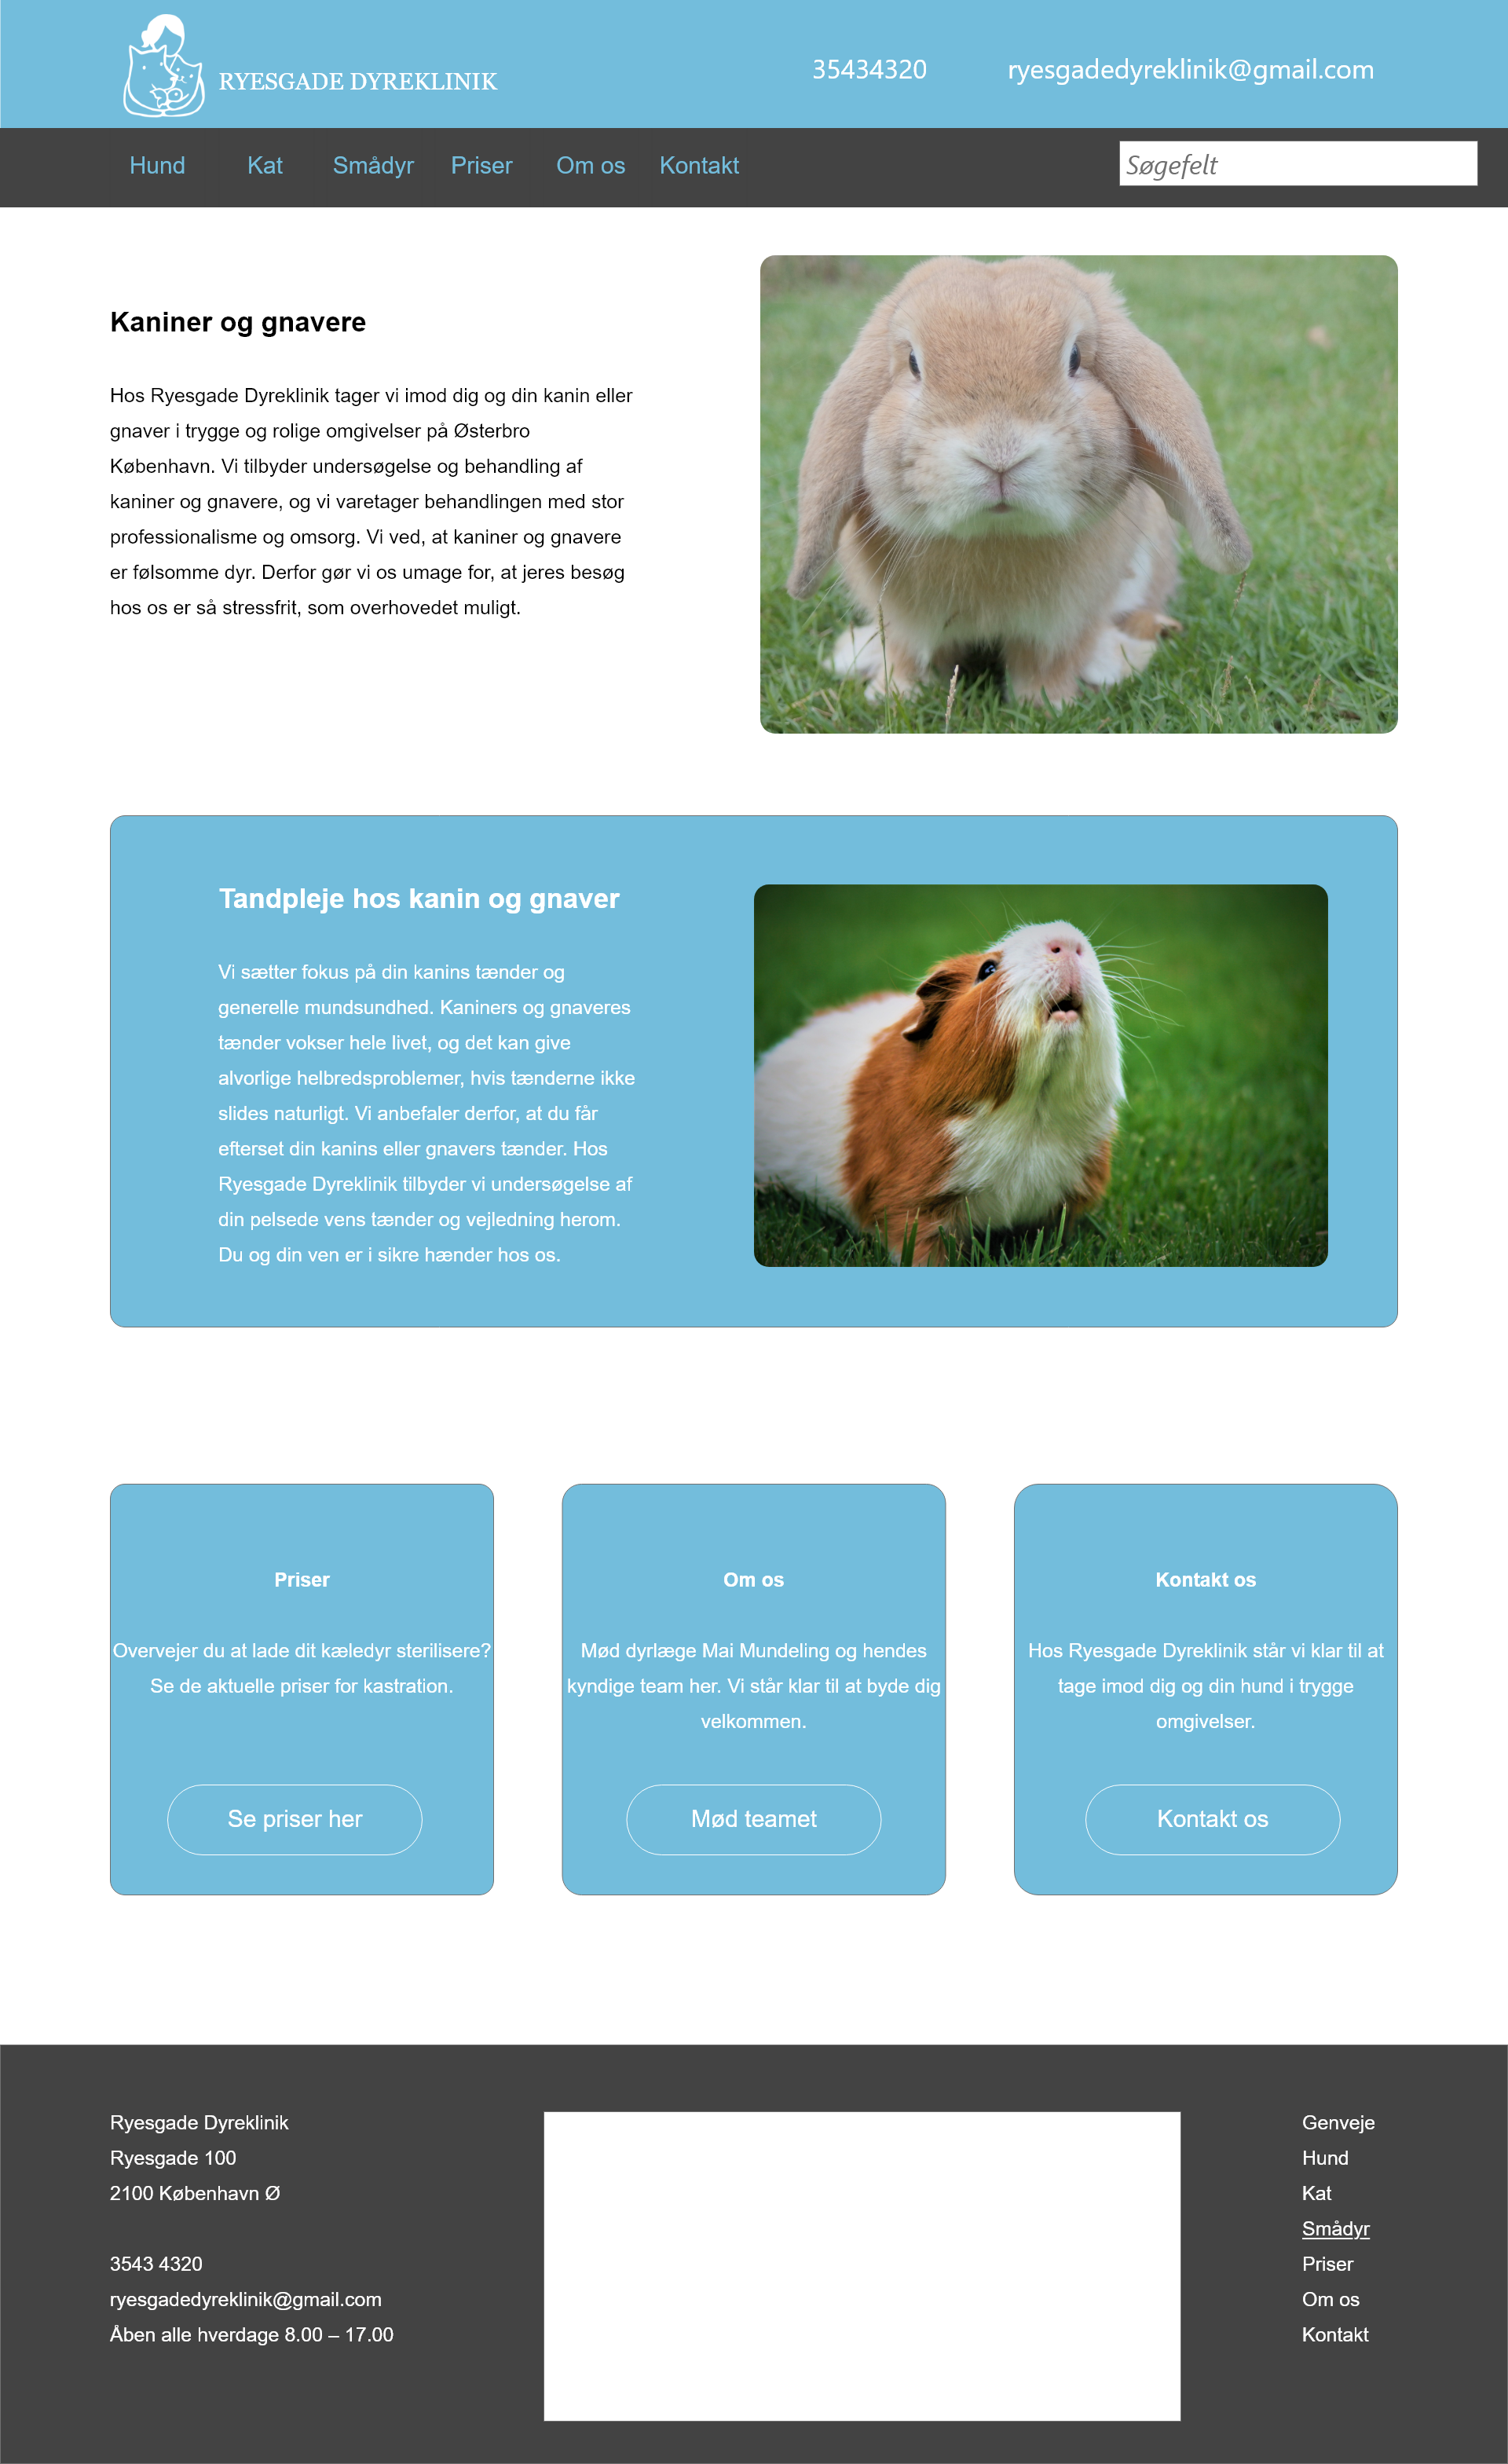 RYESGADE DYREKLINIK
35434320
ryesgadedyreklinik@gmail.com
Hund
Kat
Smådyr
Priser
Om os
Kontakt
Søgefelt
Kaniner og gnavere
Hos Ryesgade Dyreklinik tager vi imod dig og din kanin eller
gnaver i trygge og rolige omgivelser på Østerbro
København. Vi tilbyder undersøgelse og behandling af
kaniner og gnavere, og vi varetager behandlingen med stor
professionalisme og omsorg. Vi ved, at kaniner og gnavere
er følsomme dyr. Derfor gør vi os umage for, at jeres besøg
hos os er så stressfrit, som overhovedet muligt.
Tandpleje hos kanin og gnaver
Vi sætter fokus på din kanins tænder og
generelle mundsundhed. Kaniners og gnaveres
tænder vokser hele livet, og det kan give
alvorlige helbredsproblemer, hvis tænderne ikke
slides naturligt. Vi anbefaler derfor, at du får
efterset din kanins eller gnavers tænder. Hos
Ryesgade Dyreklinik tilbyder vi undersøgelse af
din pelsede vens tænder og vejledning herom.
Du og din ven er i sikre hænder hos os.
Priser
Overvejer du at lade dit kæledyr sterilisere?
Se de aktuelle priser for kastration.
Se priser her
Om os
Mød dyrlæge Mai Mundeling og hendes
kyndige team her. Vi står klar til at byde dig
velkommen.
Mød teamet
Kontakt os
Hos Ryesgade Dyreklinik står vi klar til at
tage imod dig og din hund i trygge
omgivelser.
Kontakt os
Ryesgade Dyreklinik
Ryesgade 100
2100 København Ø
3543 4320
ryesgadedyreklinik@gmail.com
Åben alle hverdage 8.00 – 17.00
Genveje
Hund
Kat
Smådyr
Priser
Om os
Kontakt